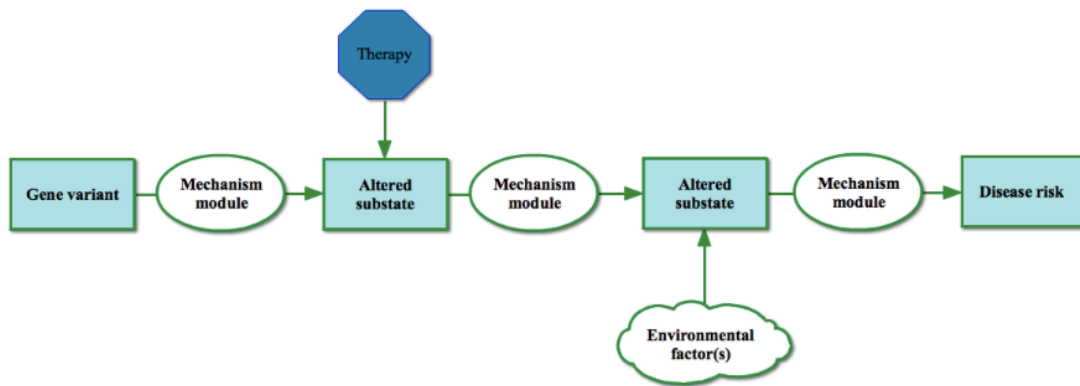 Therapy
Gene variant
Mechanism
module
Altered
substate
Mechanism
module
Altered
substate
Mechanism
module
Disease risk
Environmental
factor(s)